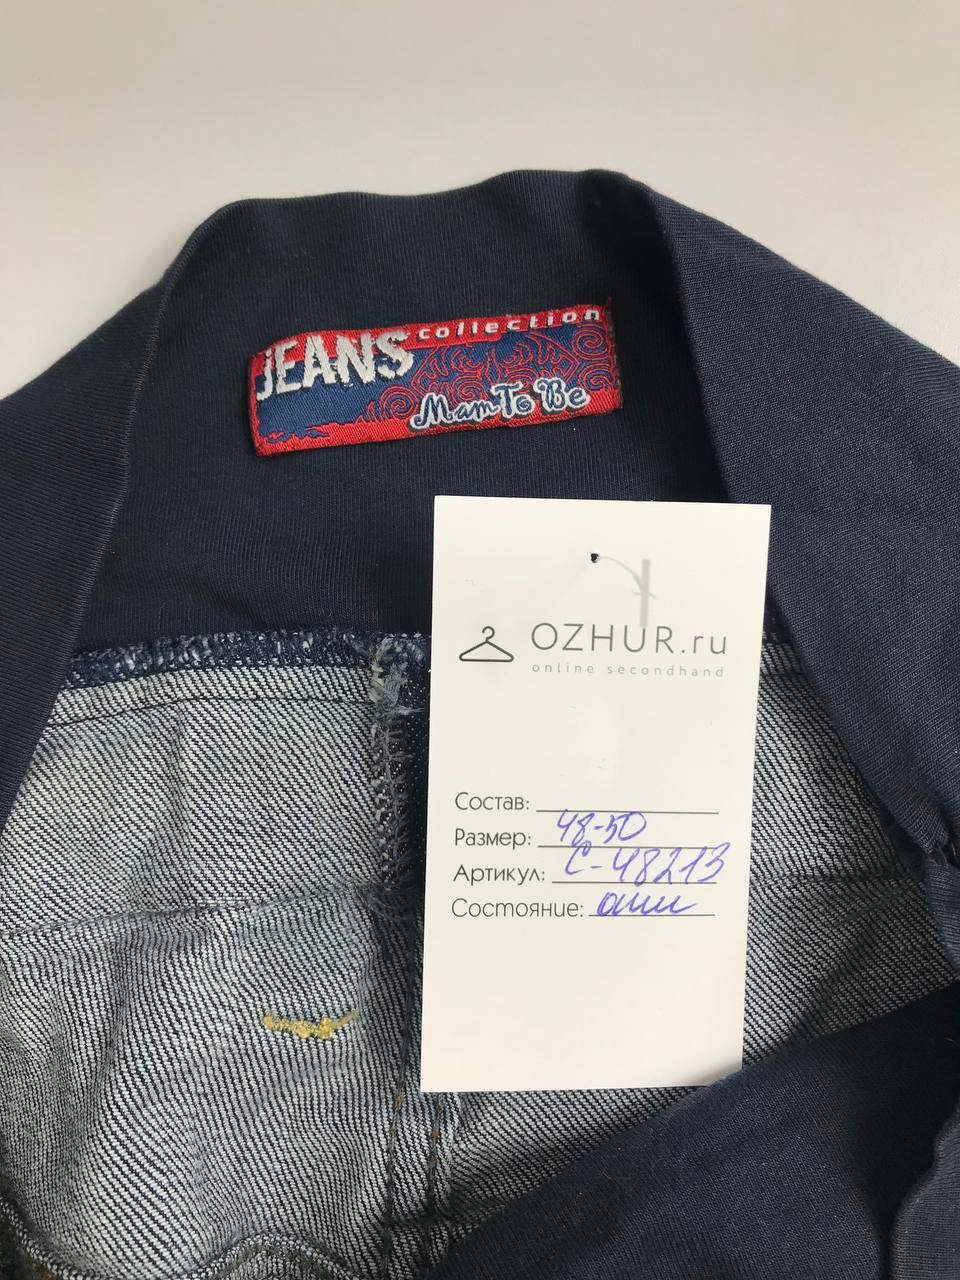 JEANS collection
Mam To Be
OZHUR.ru
online secondhand
Состав:
Размер: 48-50
Артикул: С-48213
Состояние: отл